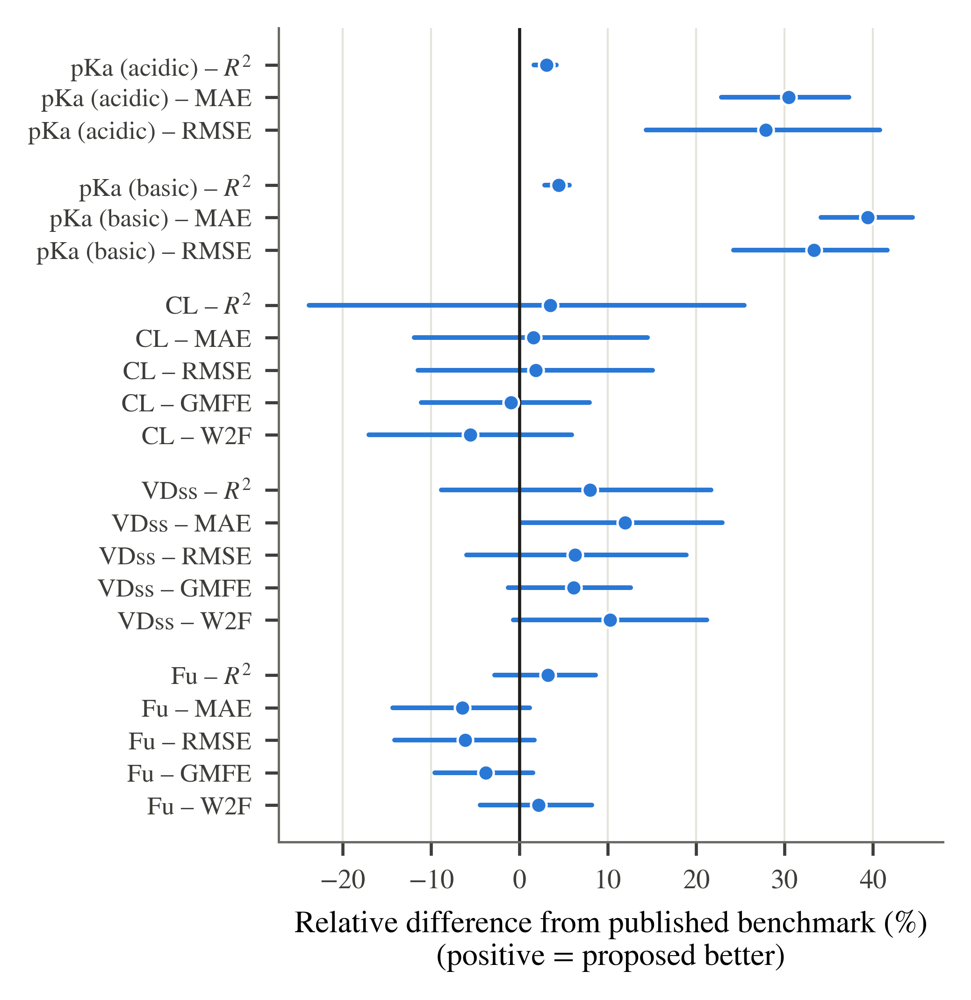 pKa (acidic) – R²
pKa (acidic) – MAE
pKa (acidic) – RMSE
pKa (basic) – R²
pKa (basic) – MAE
pKa (basic) – RMSE
CL – R²
CL – MAE
CL – RMSE
CL – GMFE
CL – W2F
VDss – R²
VDss – MAE
VDss – RMSE
VDss – GMFE
VDss – W2F
Fu – R²
Fu – MAE
Fu – RMSE
Fu – GMFE
Fu – W2F
−20 −10 0 10 20 30 40
Relative difference from published benchmark (%)
(positive = proposed better)